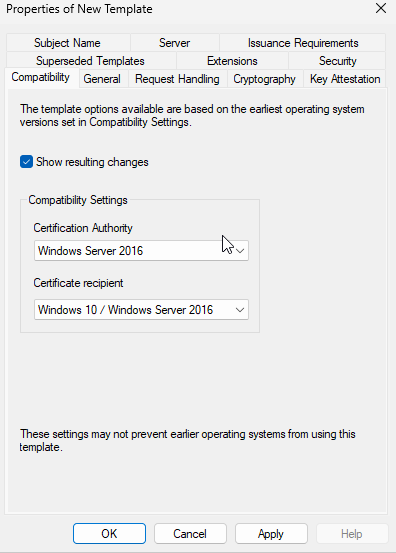 Properties of New Template
Subject Name
Server
Issuance Requirements
Superseded Templates
Extensions
Security
Compatibility
General
Request Handling
Cryptography
Key Attestation
The template options available are based on the earliest operating system
versions set in Compatibility Settings.
Show resulting changes
Compatibility Settings
Certification Authority
Windows Server 2016
Certificate recipient
Windows 10 / Windows Server 2016
These settings may not prevent earlier operating systems from using this
template.
OK
Cancel
Apply
Help